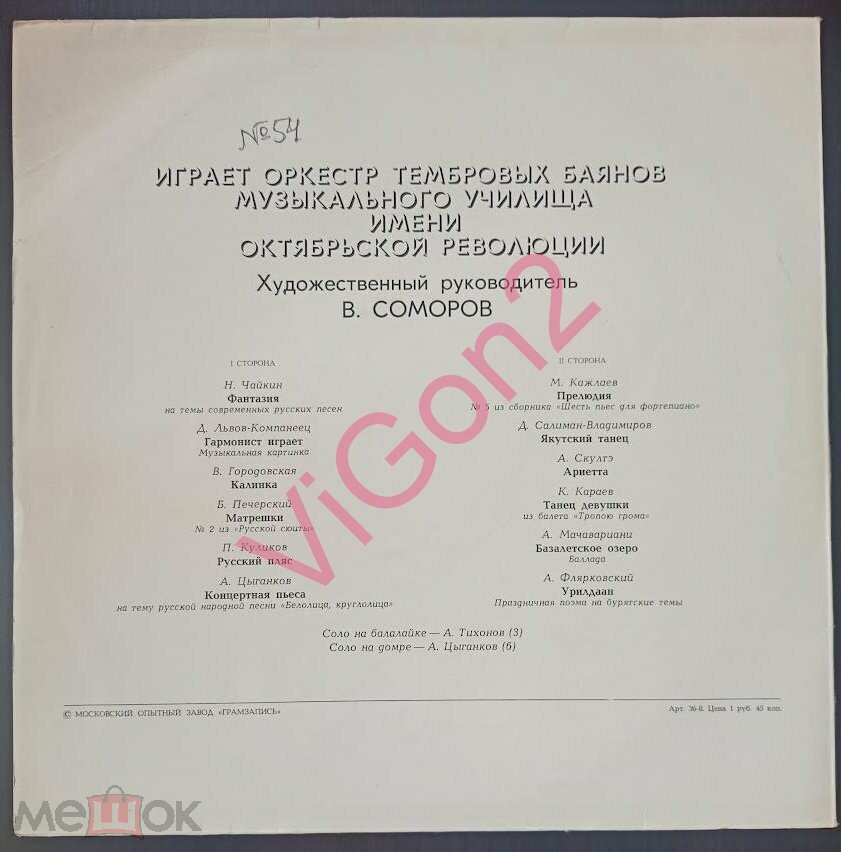 №54
ИГРАЕТ ОРКЕСТР ТЕМБРОВЫХ БАЯНОВ
МУЗЫКАЛЬНОГО УЧИЛИЩА
ИМЕНИ
ОКТЯБРЬСКОЙ РЕВОЛЮЦИИ
Художественный руководитель
В. СОМОРОВ
I СТОРОНА
Н. Чайкин
Фантазия
на темы современных русских песен
Д. Львов-Компанеец
Гармонист играет
Музыкальная картинка
В. Городовская
Калинка
Б. Печерский
Матрешки
№ 2 из «Русской сюиты»
П. Куликов
Русский пляс
А. Цыганков
Концертная пьеса
на тему русской народной песни «Белолица, круглолица»
II СТОРОНА
М. Кажлаев
Прелюдия
№ 5 из сборника «Шесть пьес для фортепиано»
Д. Салиман-Владимиров
Якутский танец
А. Скултэ
Ариетта
К. Караев
Танец девушки
из балета «Тропою грома»
А. Мачавариани
Базалетское озеро
Баллада
А. Флярковский
Урилдаан
Праздничная поэма на бурятские темы
Соло на балалайке — А. Тихонов (3)
Соло на домре — А. Цыганков (6)
© МОСКОВСКИЙ ОПЫТНЫЙ ЗАВОД «ГРАМЗАПИСЬ»
Арт. 36-8. Цена 1 руб. 45 коп.
ViGon2
мешок